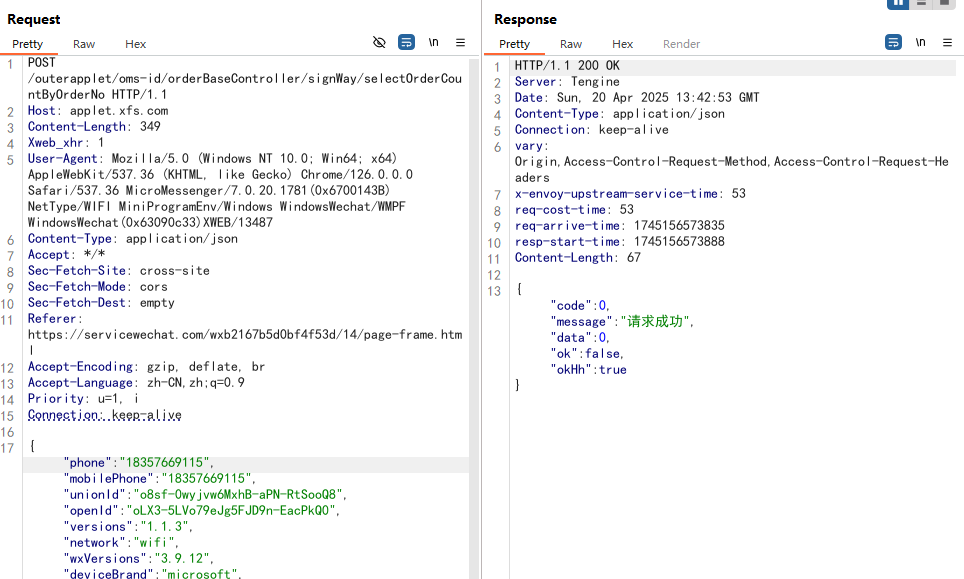 Request
Pretty Raw Hex \n
1 POST
/outerapplet/oms-id/orderBaseController/signWay/selectOrderCou
ntByOrderNo HTTP/1.1
2 Host: applet.xfs.com
3 Content-Length: 349
4 Xweb_xhr: 1
5 User-Agent: Mozilla/5.0 (Windows NT 10.0; Win64; x64)
AppleWebKit/537.36 (KHTML, like Gecko) Chrome/126.0.0.0
Safari/537.36 MicroMessenger/7.0.20.1781(0x6700143B)
NetType/WIFI MiniProgramEnv/Windows WindowsWechat/WMPF
WindowsWechat(0x63090c33)XWEB/13487
6 Content-Type: application/json
7 Accept: */*
8 Sec-Fetch-Site: cross-site
9 Sec-Fetch-Mode: cors
10 Sec-Fetch-Dest: empty
11 Referer:
https://servicewechat.com/wxb2167b5d0bf4f53d/14/page-frame.htm
l
12 Accept-Encoding: gzip, deflate, br
13 Accept-Language: zh-CN,zh;q=0.9
14 Priority: u=1, i
15 Connection: keep-alive
16
17 {
"phone":"18357669115",
"mobilePhone":"18357669115",
"unionId":"o8sf-0wyjvw6MxhB-aPN-RtSooQ8",
"openId":"oLX3-5LVo79eJg5FJD9n-EacPkQ0",
"versions":"1.1.3",
"network":"wifi",
"wxVersions":"3.9.12",
"deviceBrand":"microsoft",
Response
Pretty Raw Hex Render \n
1 HTTP/1.1 200 OK
2 Server: Tengine
3 Date: Sun, 20 Apr 2025 13:42:53 GMT
4 Content-Type: application/json
5 Connection: keep-alive
6 vary:
Origin,Access-Control-Request-Method,Access-Control-Request-He
aders
7 x-envoy-upstream-service-time: 53
8 req-cost-time: 53
9 req-arrive-time: 1745156573835
10 resp-start-time: 1745156573888
11 Content-Length: 67
12
13 {
"code":0,
"message":"请求成功",
"data":0,
"ok":false,
"okHh":true
}